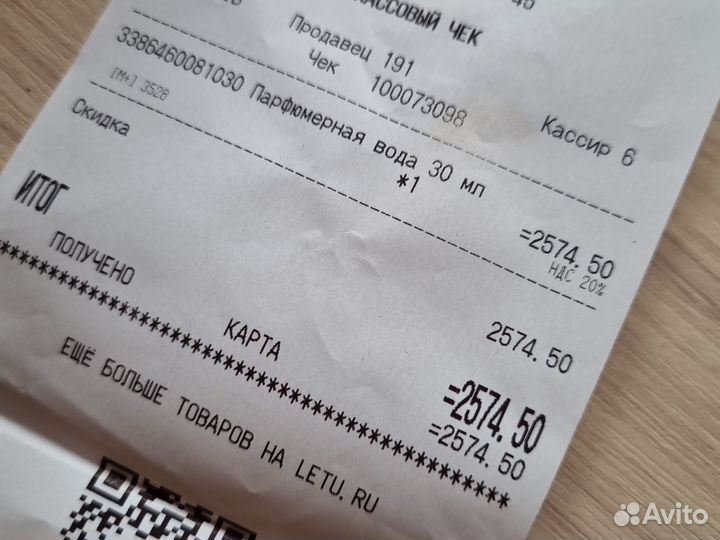 КАССОВЫЙ ЧЕК
Продавец 191
Чек 100073098 Кассир 6
3386460081030 Парфюмерная вода 30 мл
[М+] 3528
*1 =2574.50
НДС 20%
Скидка 2574.50
ИТОГ =2574.50
ПОЛУЧЕНО
КАРТА =2574.50
************************************************
ЕЩЁ БОЛЬШЕ ТОВАРОВ НА LETU.RU
Avito